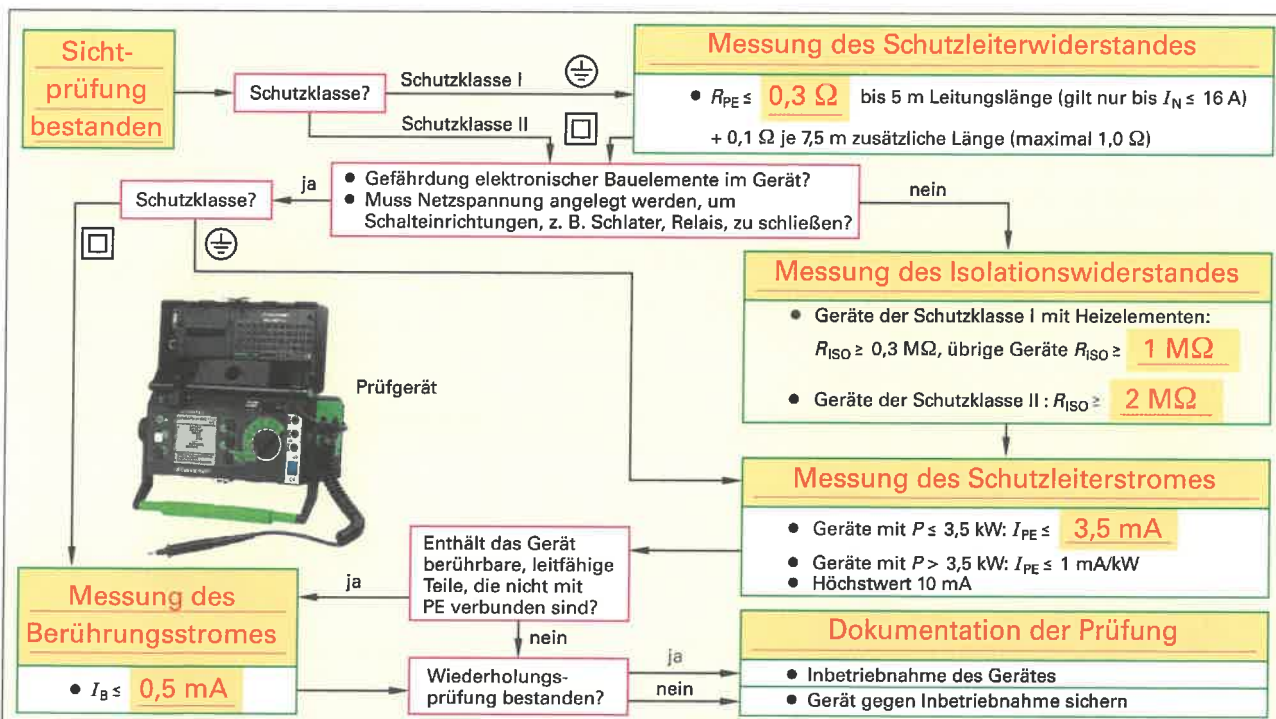 Sicht-
prüfung
bestanden
Schutzklasse?
Schutzklasse I
Schutzklasse II
Messung des Schutzleiterwiderstandes
• RPE ≤ 0,3 Ω bis 5 m Leitungslänge (gilt nur bis IN ≤ 16 A)
+ 0,1 Ω je 7,5 m zusätzliche Länge (maximal 1,0 Ω)
• Gefährdung elektronischer Bauelemente im Gerät?
• Muss Netzspannung angelegt werden, um
Schalteinrichtungen, z. B. Schlater, Relais, zu schließen?
ja
nein
Schutzklasse?
Messung des Isolationswiderstandes
• Geräte der Schutzklasse I mit Heizelementen:
RISO ≥ 0,3 MΩ, übrige Geräte RISO ≥ 1 MΩ
• Geräte der Schutzklasse II : RISO ≥ 2 MΩ
Prüfgerät
Messung des Schutzleiterstromes
• Geräte mit P ≤ 3,5 kW: IPE ≤ 3,5 mA
• Geräte mit P > 3,5 kW: IPE ≤ 1 mA/kW
• Höchstwert 10 mA
Enthält das Gerät
berührbare, leitfähige
Teile, die nicht mit
PE verbunden sind?
ja
nein
Messung des
Berührungsstromes
• IB ≤ 0,5 mA
Wiederholungs-
prüfung bestanden?
ja
nein
Dokumentation der Prüfung
• Inbetriebnahme des Gerätes
• Gerät gegen Inbetriebnahme sichern